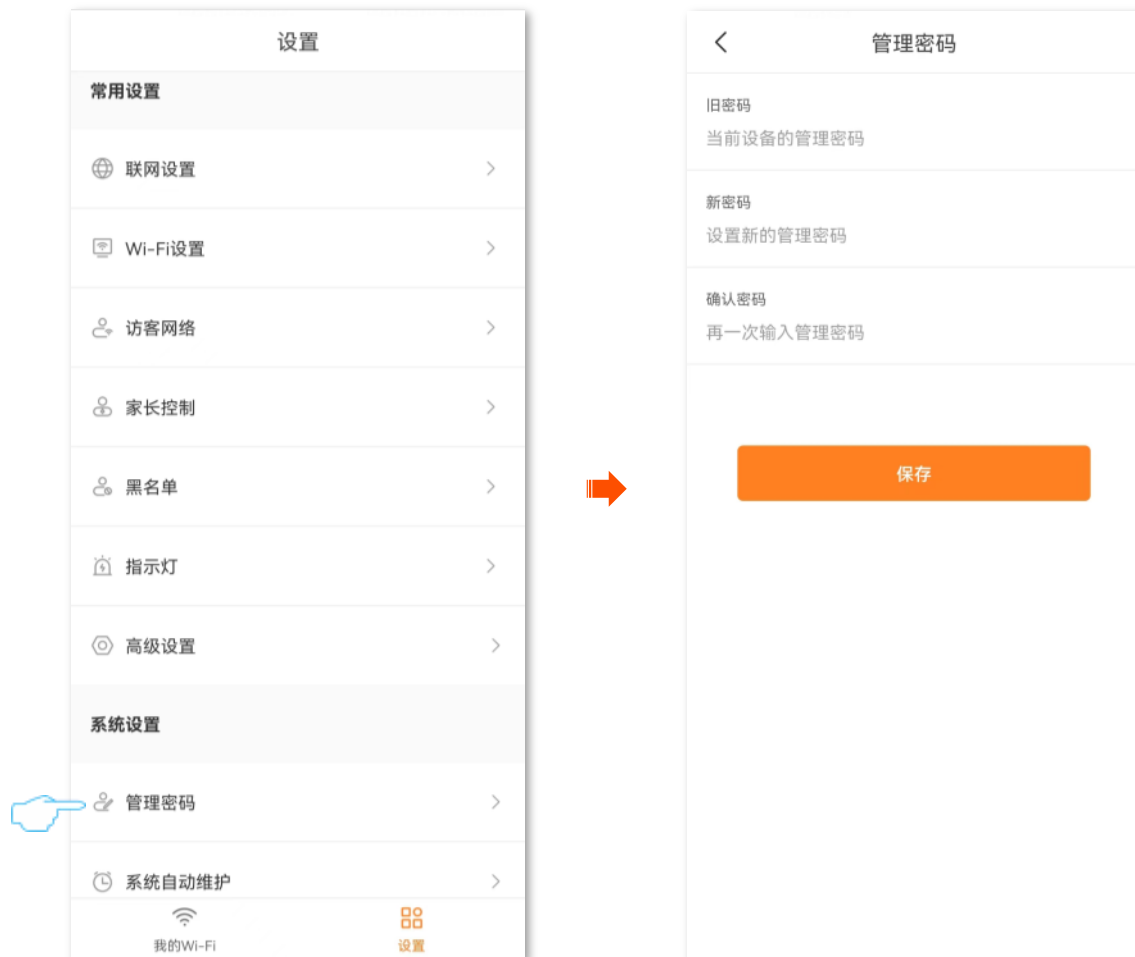 设置
常用设置
联网设置
Wi-Fi设置
访客网络
家长控制
黑名单
指示灯
高级设置
系统设置
管理密码
系统自动维护
我的Wi-Fi
设置
管理密码
旧密码
当前设备的管理密码
新密码
设置新的管理密码
确认密码
再一次输入管理密码
保存